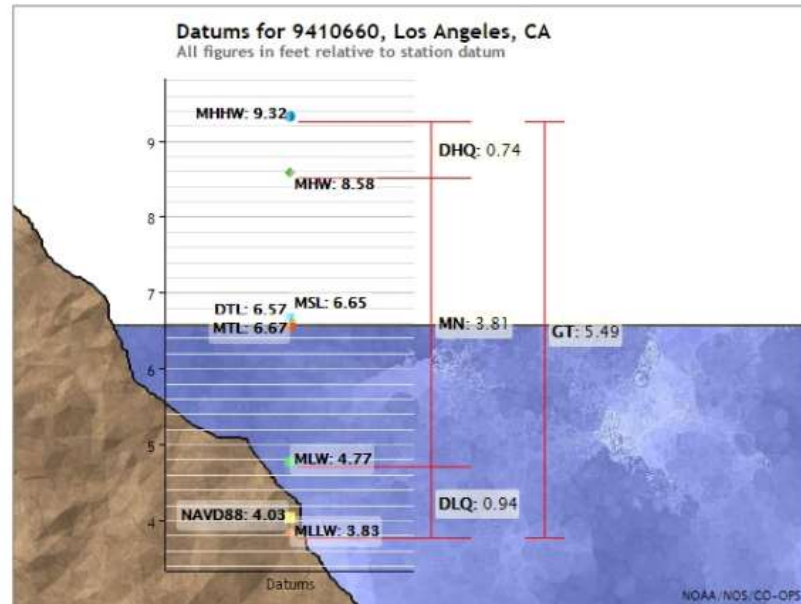 Datums for 9410660, Los Angeles, CA
All figures in feet relative to station datum
MHHW: 9.32
9
DHQ: 0.74
MHW: 8.58
8
7
MSL: 6.65
DTL: 6.57
MTL: 6.67
MN: 3.81
GT: 5.49
6
5
MLW: 4.77
DLQ: 0.94
NAVD88: 4.03
4
MLLW: 3.83
Datums
NOAA/NOS/CO-OPS